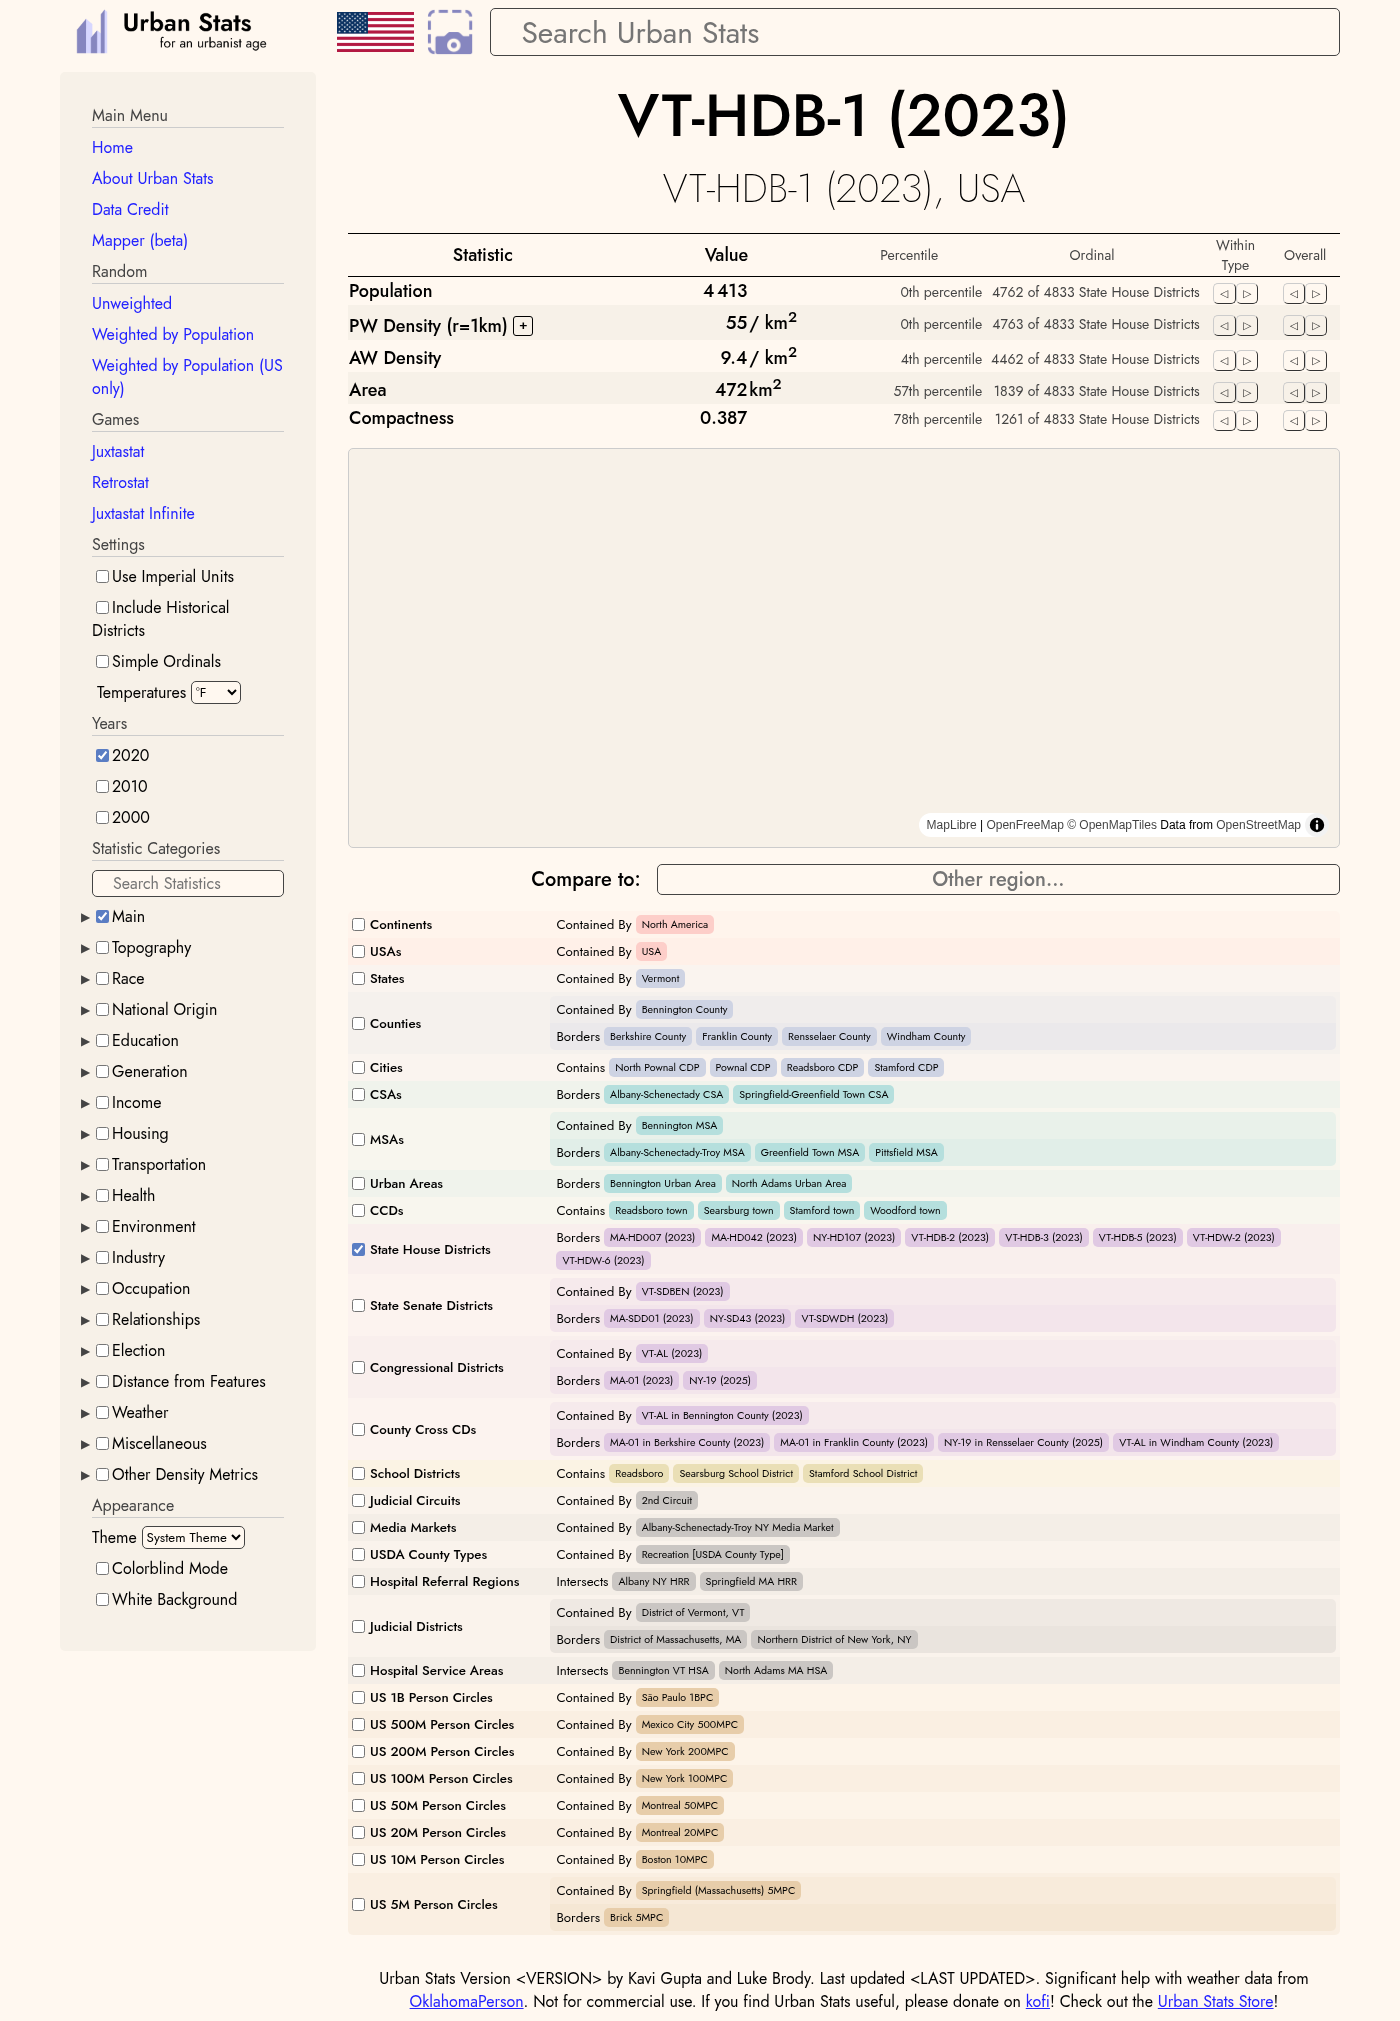 Urban Stats
for an urbanist age
Search Urban Stats
Main Menu
Home
About Urban Stats
Data Credit
Mapper (beta)
Random
Unweighted
Weighted by Population
Weighted by Population (US
only)
Games
Juxtastat
Retrostat
Juxtastat Infinite
Settings
Use Imperial Units
Include Historical
Districts
Simple Ordinals
Temperatures °F
Years
2020
2010
2000
Statistic Categories
Search Statistics
Main
Topography
Race
National Origin
Education
Generation
Income
Housing
Transportation
Health
Environment
Industry
Occupation
Relationships
Election
Distance from Features
Weather
Miscellaneous
Other Density Metrics
Appearance
Theme System Theme
Colorblind Mode
White Background
VT-HDB-1 (2023)
VT-HDB-1 (2023), USA
Statistic Value Percentile Ordinal Within Type Overall
Population 4 413 0th percentile 4762 of 4833 State House Districts
PW Density (r=1km) + 55 / km² 0th percentile 4763 of 4833 State House Districts
AW Density 9.4 / km² 4th percentile 4462 of 4833 State House Districts
Area 472 km² 57th percentile 1839 of 4833 State House Districts
Compactness 0.387 78th percentile 1261 of 4833 State House Districts
MapLibre | OpenFreeMap © OpenMapTiles Data from OpenStreetMap
Compare to: Other region...
Continents Contained By North America
USAs Contained By USA
States Contained By Vermont
Counties Contained By Bennington County
Borders Berkshire County Franklin County Rensselaer County Windham County
Cities Contains North Pownal CDP Pownal CDP Readsboro CDP Stamford CDP
CSAs Borders Albany-Schenectady CSA Springfield-Greenfield Town CSA
MSAs Contained By Bennington MSA
Borders Albany-Schenectady-Troy MSA Greenfield Town MSA Pittsfield MSA
Urban Areas Borders Bennington Urban Area North Adams Urban Area
CCDs Contains Readsboro town Searsburg town Stamford town Woodford town
State House Districts Borders MA-HD007 (2023) MA-HD042 (2023) NY-HD107 (2023) VT-HDB-2 (2023) VT-HDB-3 (2023) VT-HDB-5 (2023) VT-HDW-2 (2023)
VT-HDW-6 (2023)
State Senate Districts Contained By VT-SDBEN (2023)
Borders MA-SDD01 (2023) NY-SD43 (2023) VT-SDWDH (2023)
Congressional Districts Contained By VT-AL (2023)
Borders MA-01 (2023) NY-19 (2025)
County Cross CDs Contained By VT-AL in Bennington County (2023)
Borders MA-01 in Berkshire County (2023) MA-01 in Franklin County (2023) NY-19 in Rensselaer County (2025) VT-AL in Windham County (2023)
School Districts Contains Readsboro Searsburg School District Stamford School District
Judicial Circuits Contained By 2nd Circuit
Media Markets Contained By Albany-Schenectady-Troy NY Media Market
USDA County Types Contained By Recreation [USDA County Type]
Hospital Referral Regions Intersects Albany NY HRR Springfield MA HRR
Judicial Districts Contained By District of Vermont, VT
Borders District of Massachusetts, MA Northern District of New York, NY
Hospital Service Areas Intersects Bennington VT HSA North Adams MA HSA
US 1B Person Circles Contained By São Paulo 1BPC
US 500M Person Circles Contained By Mexico City 500MPC
US 200M Person Circles Contained By New York 200MPC
US 100M Person Circles Contained By New York 100MPC
US 50M Person Circles Contained By Montreal 50MPC
US 20M Person Circles Contained By Montreal 20MPC
US 10M Person Circles Contained By Boston 10MPC
US 5M Person Circles Contained By Springfield (Massachusetts) 5MPC
Borders Brick 5MPC
Urban Stats Version <VERSION> by Kavi Gupta and Luke Brody. Last updated <LAST UPDATED>. Significant help with weather data from
OklahomaPerson. Not for commercial use. If you find Urban Stats useful, please donate on kofi! Check out the Urban Stats Store!